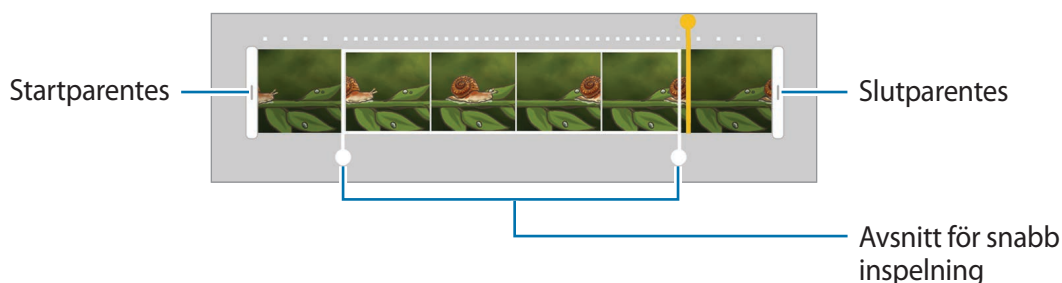 Startparentes
Slutparentes
Avsnitt för snabb
inspelning